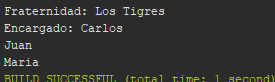 Fraternidad: Los Tigres
Encargado: Carlos
Juan
Maria
BUILD SUCCESSFUL (total time: 1 second)